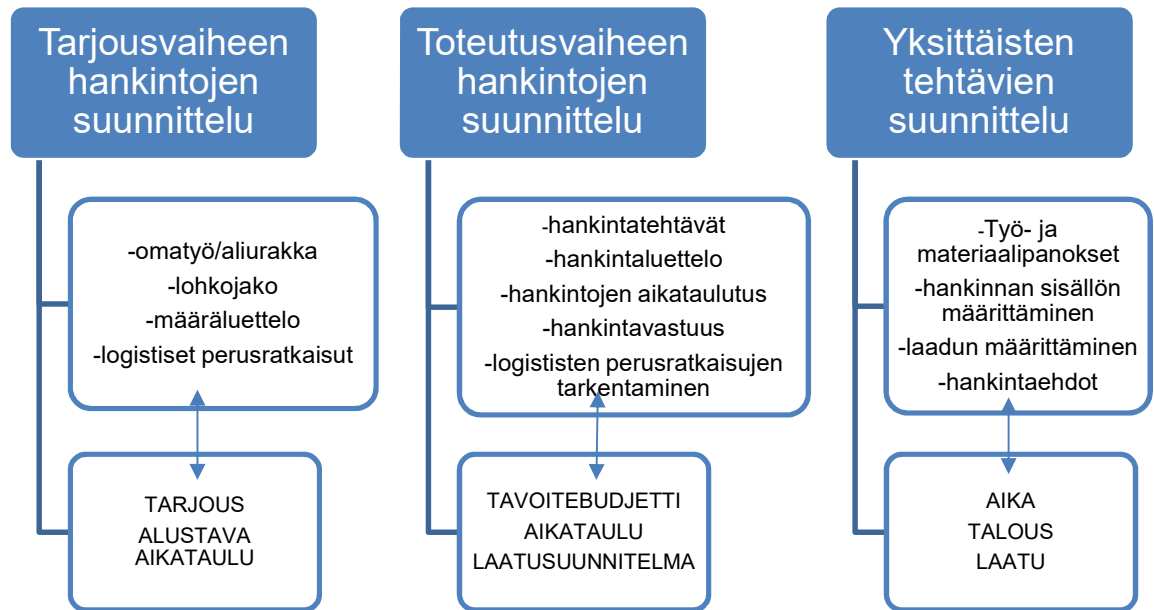 Tarjousvaiheen
hankintojen
suunnittelu
-omatyö/aliurakka
-lohkojako
-määräluettelo
-logistiset perusratkaisut
TARJOUS
ALUSTAVA
AIKATAULU
Toteutusvaiheen
hankintojen
suunnittelu
-hankintatehtävät
-hankintaluettelo
-hankintojen aikataulutus
-hankintavastuus
-logististen perusratkaisujen
tarkentaminen
TAVOITEBUDJETTI
AIKATAULU
LAATUSUUNNITELMA
Yksittäisten
tehtävien
suunnittelu
-Työ- ja
materiaalipanokset
-hankinnan sisällön
määrittäminen
-laadun määrittäminen
-hankintaehdot
AIKA
TALOUS
LAATU